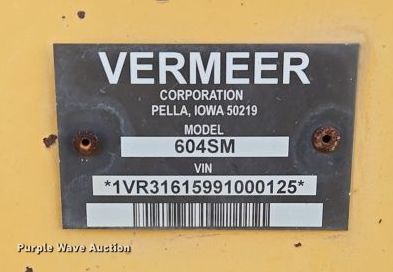 VERMEER
CORPORATION
PELLA, IOWA 50219
MODEL
604SM
VIN
*1VR31615991000125*
Purple Wave Auction